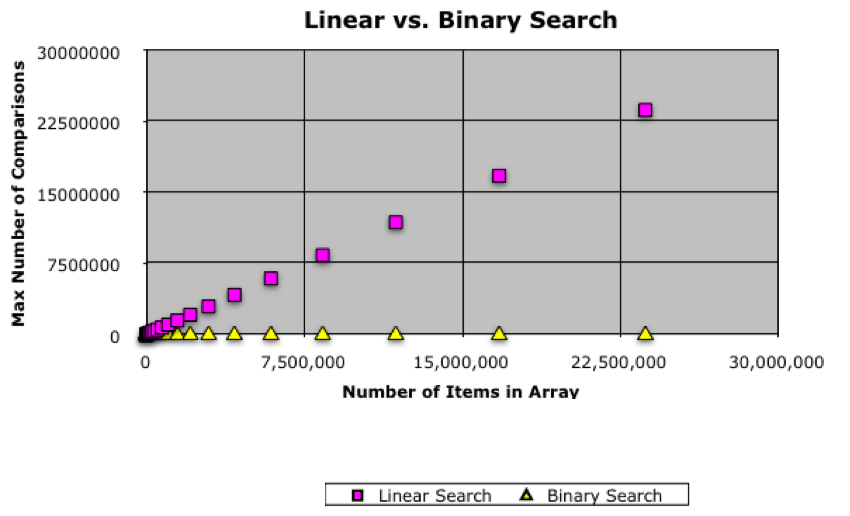 Linear vs. Binary Search
Max Number of Comparisons
30000000
22500000
15000000
7500000
0
0 7,500,000 15,000,000 22,500,000 30,000,000
Number of Items in Array
Linear Search Binary Search